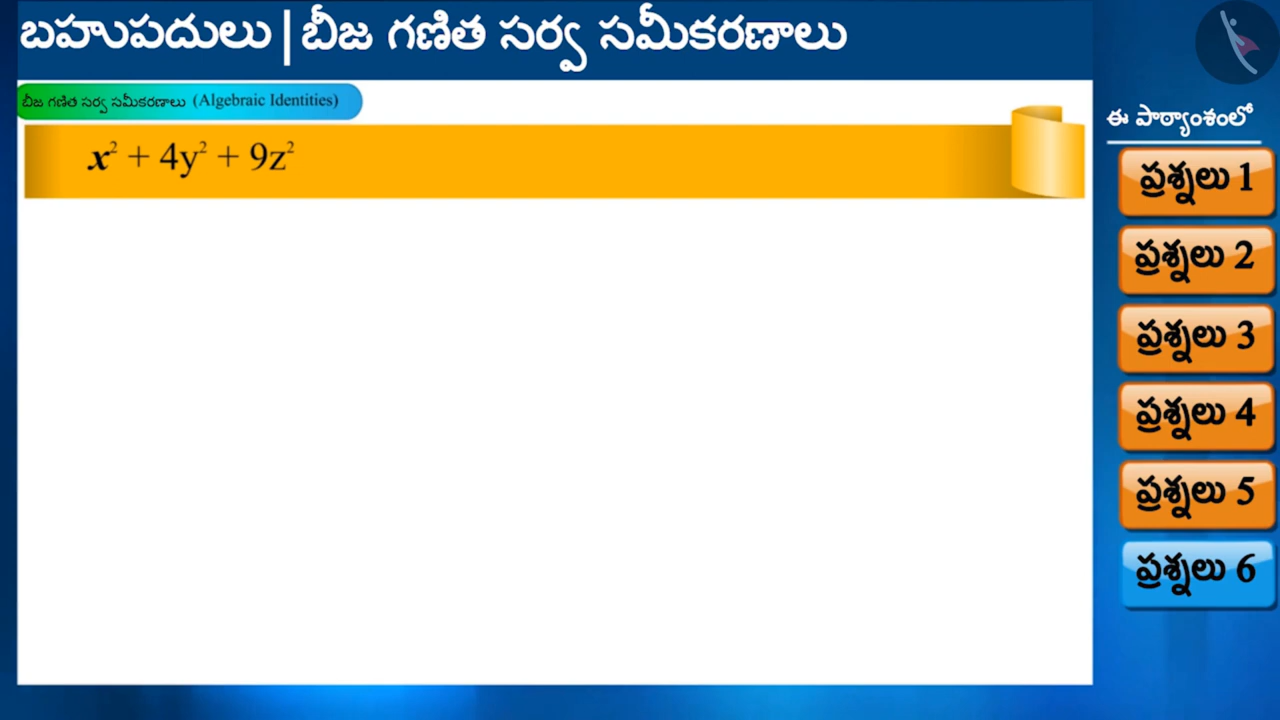 బహుపదులు | బీజ గణిత సర్వ సమీకరణాలు
బీజ గణిత సర్వ సమీకరణాలు (Algebraic Identities)
x² + 4y² + 9z²
ఈ పాఠ్యాంశంలో
ప్రశ్నలు 1
ప్రశ్నలు 2
ప్రశ్నలు 3
ప్రశ్నలు 4
ప్రశ్నలు 5
ప్రశ్నలు 6